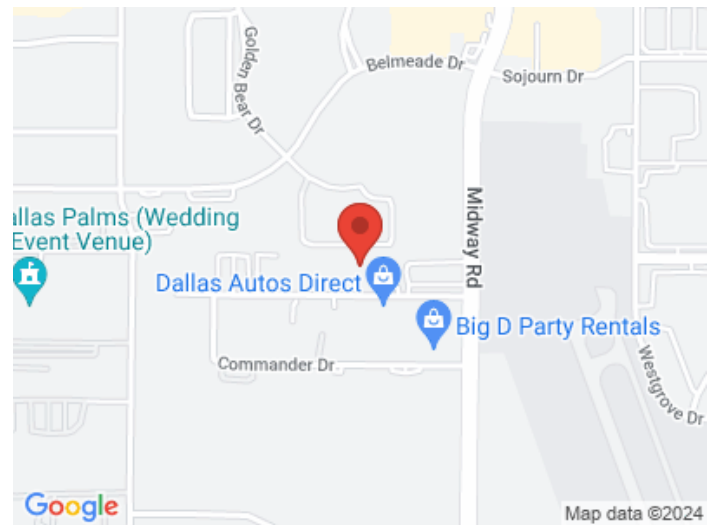 Golden Bear Dr
Belmeade Dr
Sojourn Dr
allas Palms (Wedding
Event Venue)
Midway Rd
Dallas Autos Direct
Big D Party Rentals
Commander Dr
Westgrove Dr
Google
Map data ©2024